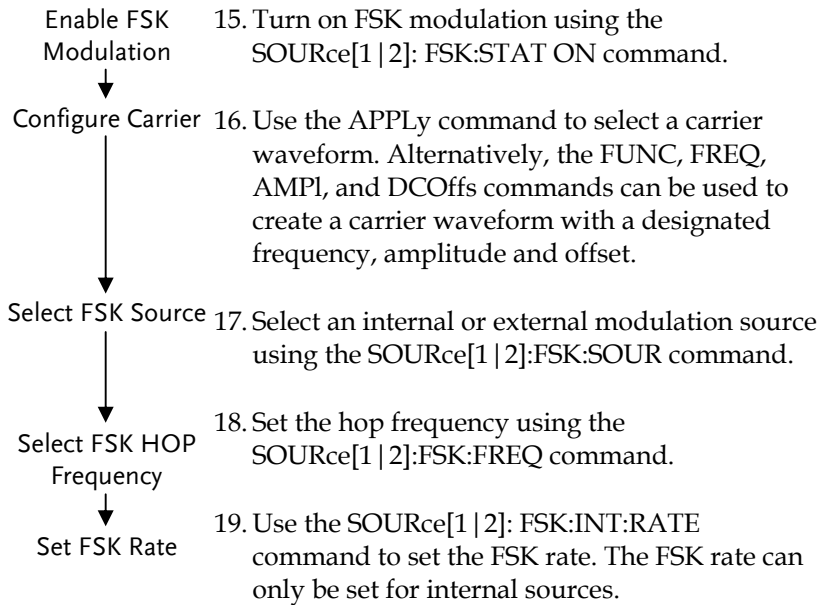 Enable FSK
Modulation
15. Turn on FSK modulation using the
SOURce[1|2]: FSK:STAT ON command.
Configure Carrier
16. Use the APPLy command to select a carrier
waveform. Alternatively, the FUNC, FREQ,
AMPl, and DCOffs commands can be used to
create a carrier waveform with a designated
frequency, amplitude and offset.
Select FSK Source
17. Select an internal or external modulation source
using the SOURce[1|2]:FSK:SOUR command.
Select FSK HOP
Frequency
18. Set the hop frequency using the
SOURce[1|2]:FSK:FREQ command.
Set FSK Rate
19. Use the SOURce[1|2]: FSK:INT:RATE
command to set the FSK rate. The FSK rate can
only be set for internal sources.